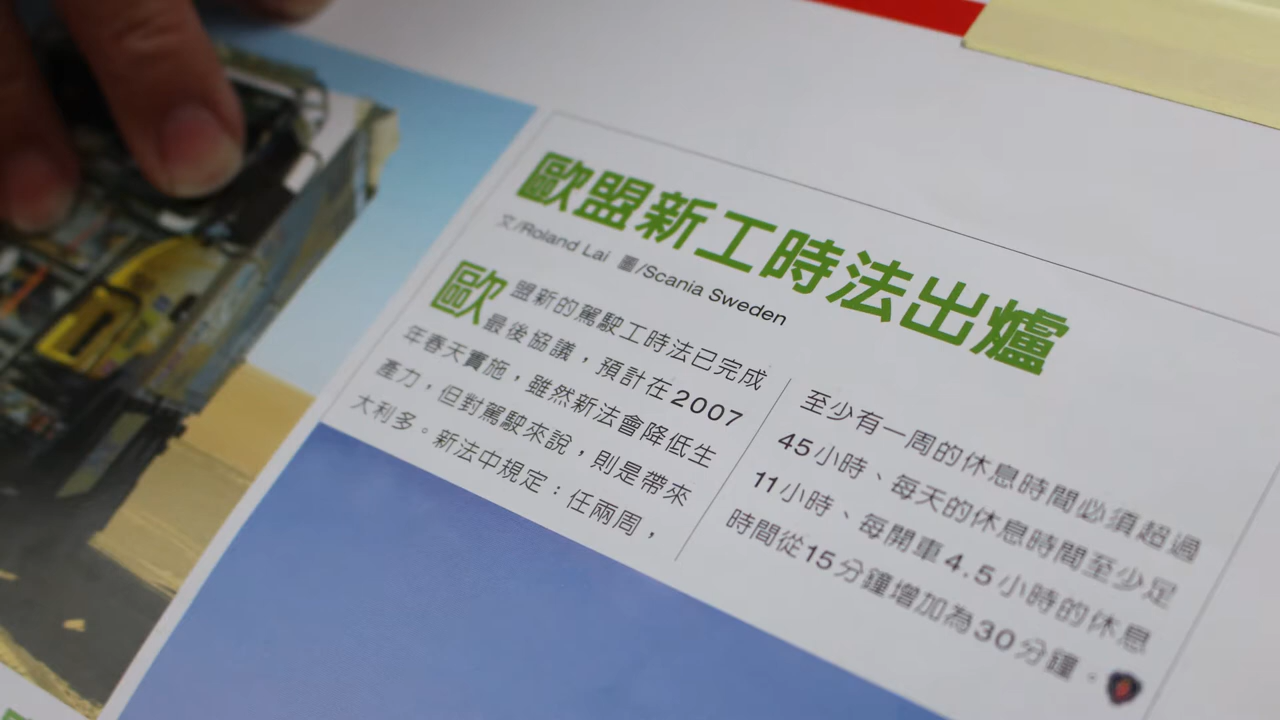 歐盟新工時法出爐
文/Roland Lai 圖/Scania Sweden
歐盟新的駕駛工時法已完成
最後協議，預計在2007
年春天實施，雖然新法會降低生
產力，但對駕駛來說，則是帶來
大利多。新法中規定：任兩周，
至少有一周的休息時間必須超過
45小時、每天的休息時間至少足
11小時、每開車4.5小時的休息
時間從15分鐘增加為30分鐘。